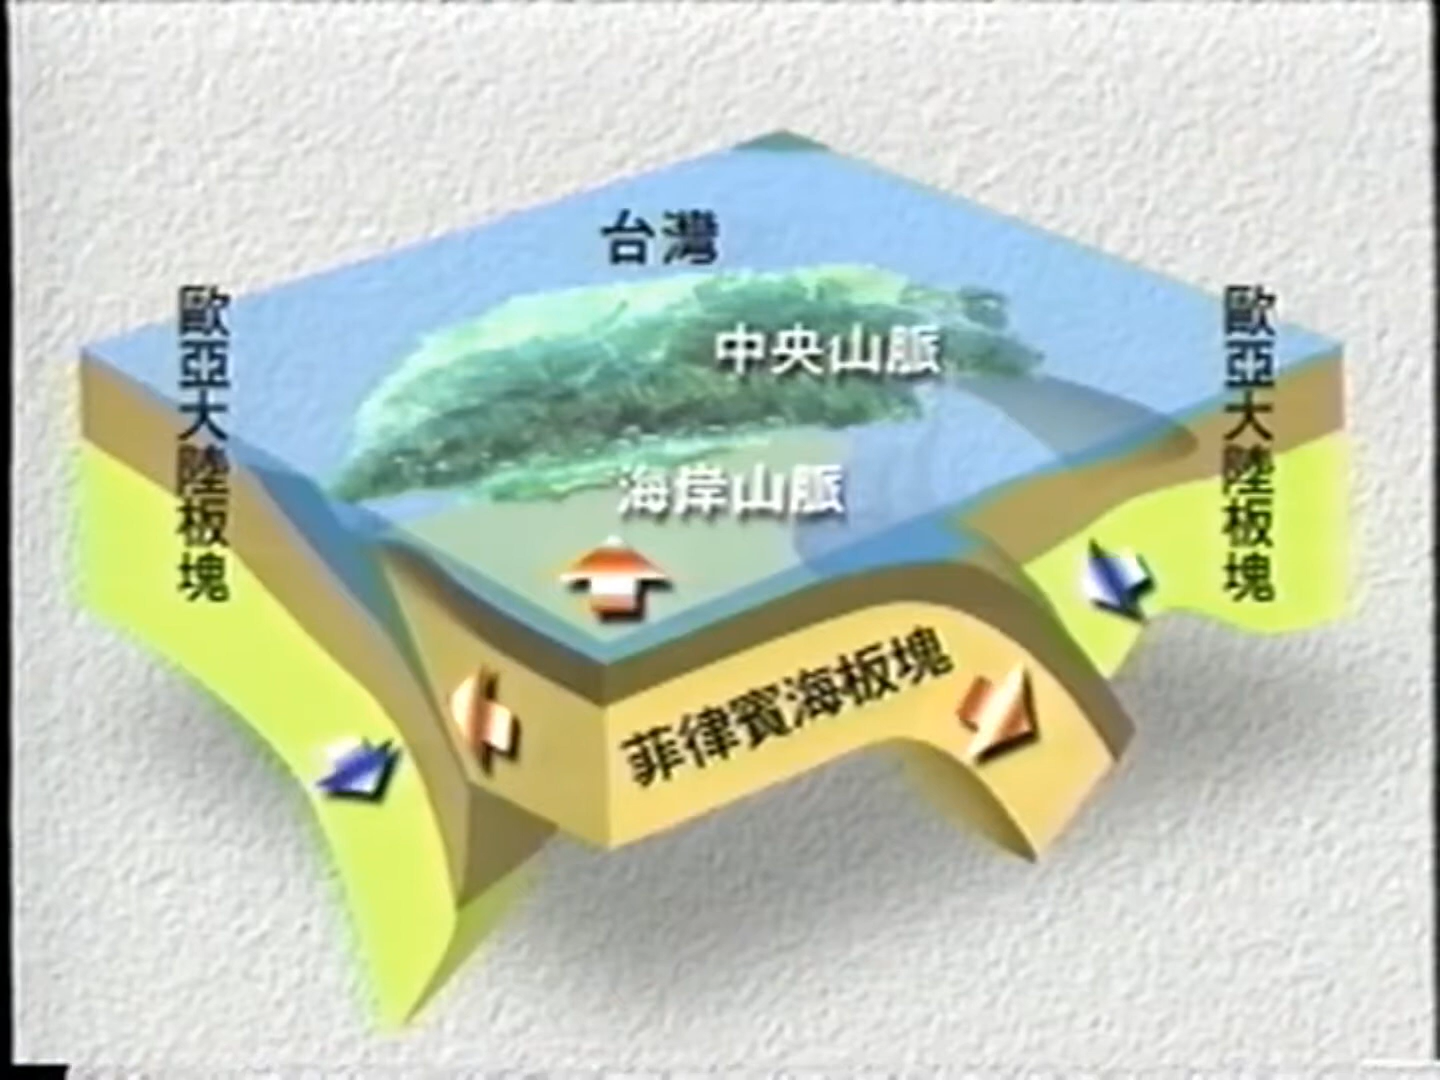 台灣
歐亞大陸板塊
中央山脈
歐亞大陸板塊
海岸山脈
菲律賓海板塊